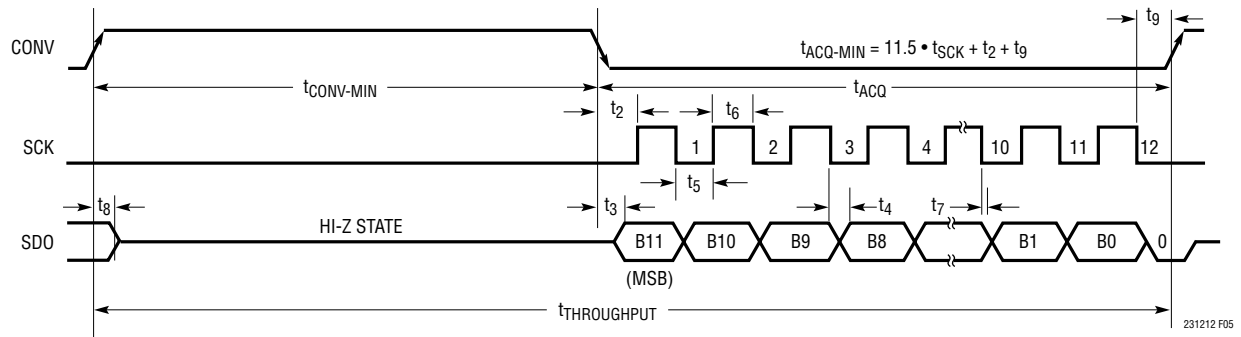 t9
CONV
tACQ-MIN = 11.5 • tSCK + t2 + t9
tCONV-MIN
tACQ
t2
t6
SCK
1
2
3
4
10
11
12
t5
t8
t3
t4
t7
HI-Z STATE
SDO
B11
B10
B9
B8
B1
B0
0
(MSB)
tTHROUGHPUT
231212 F05